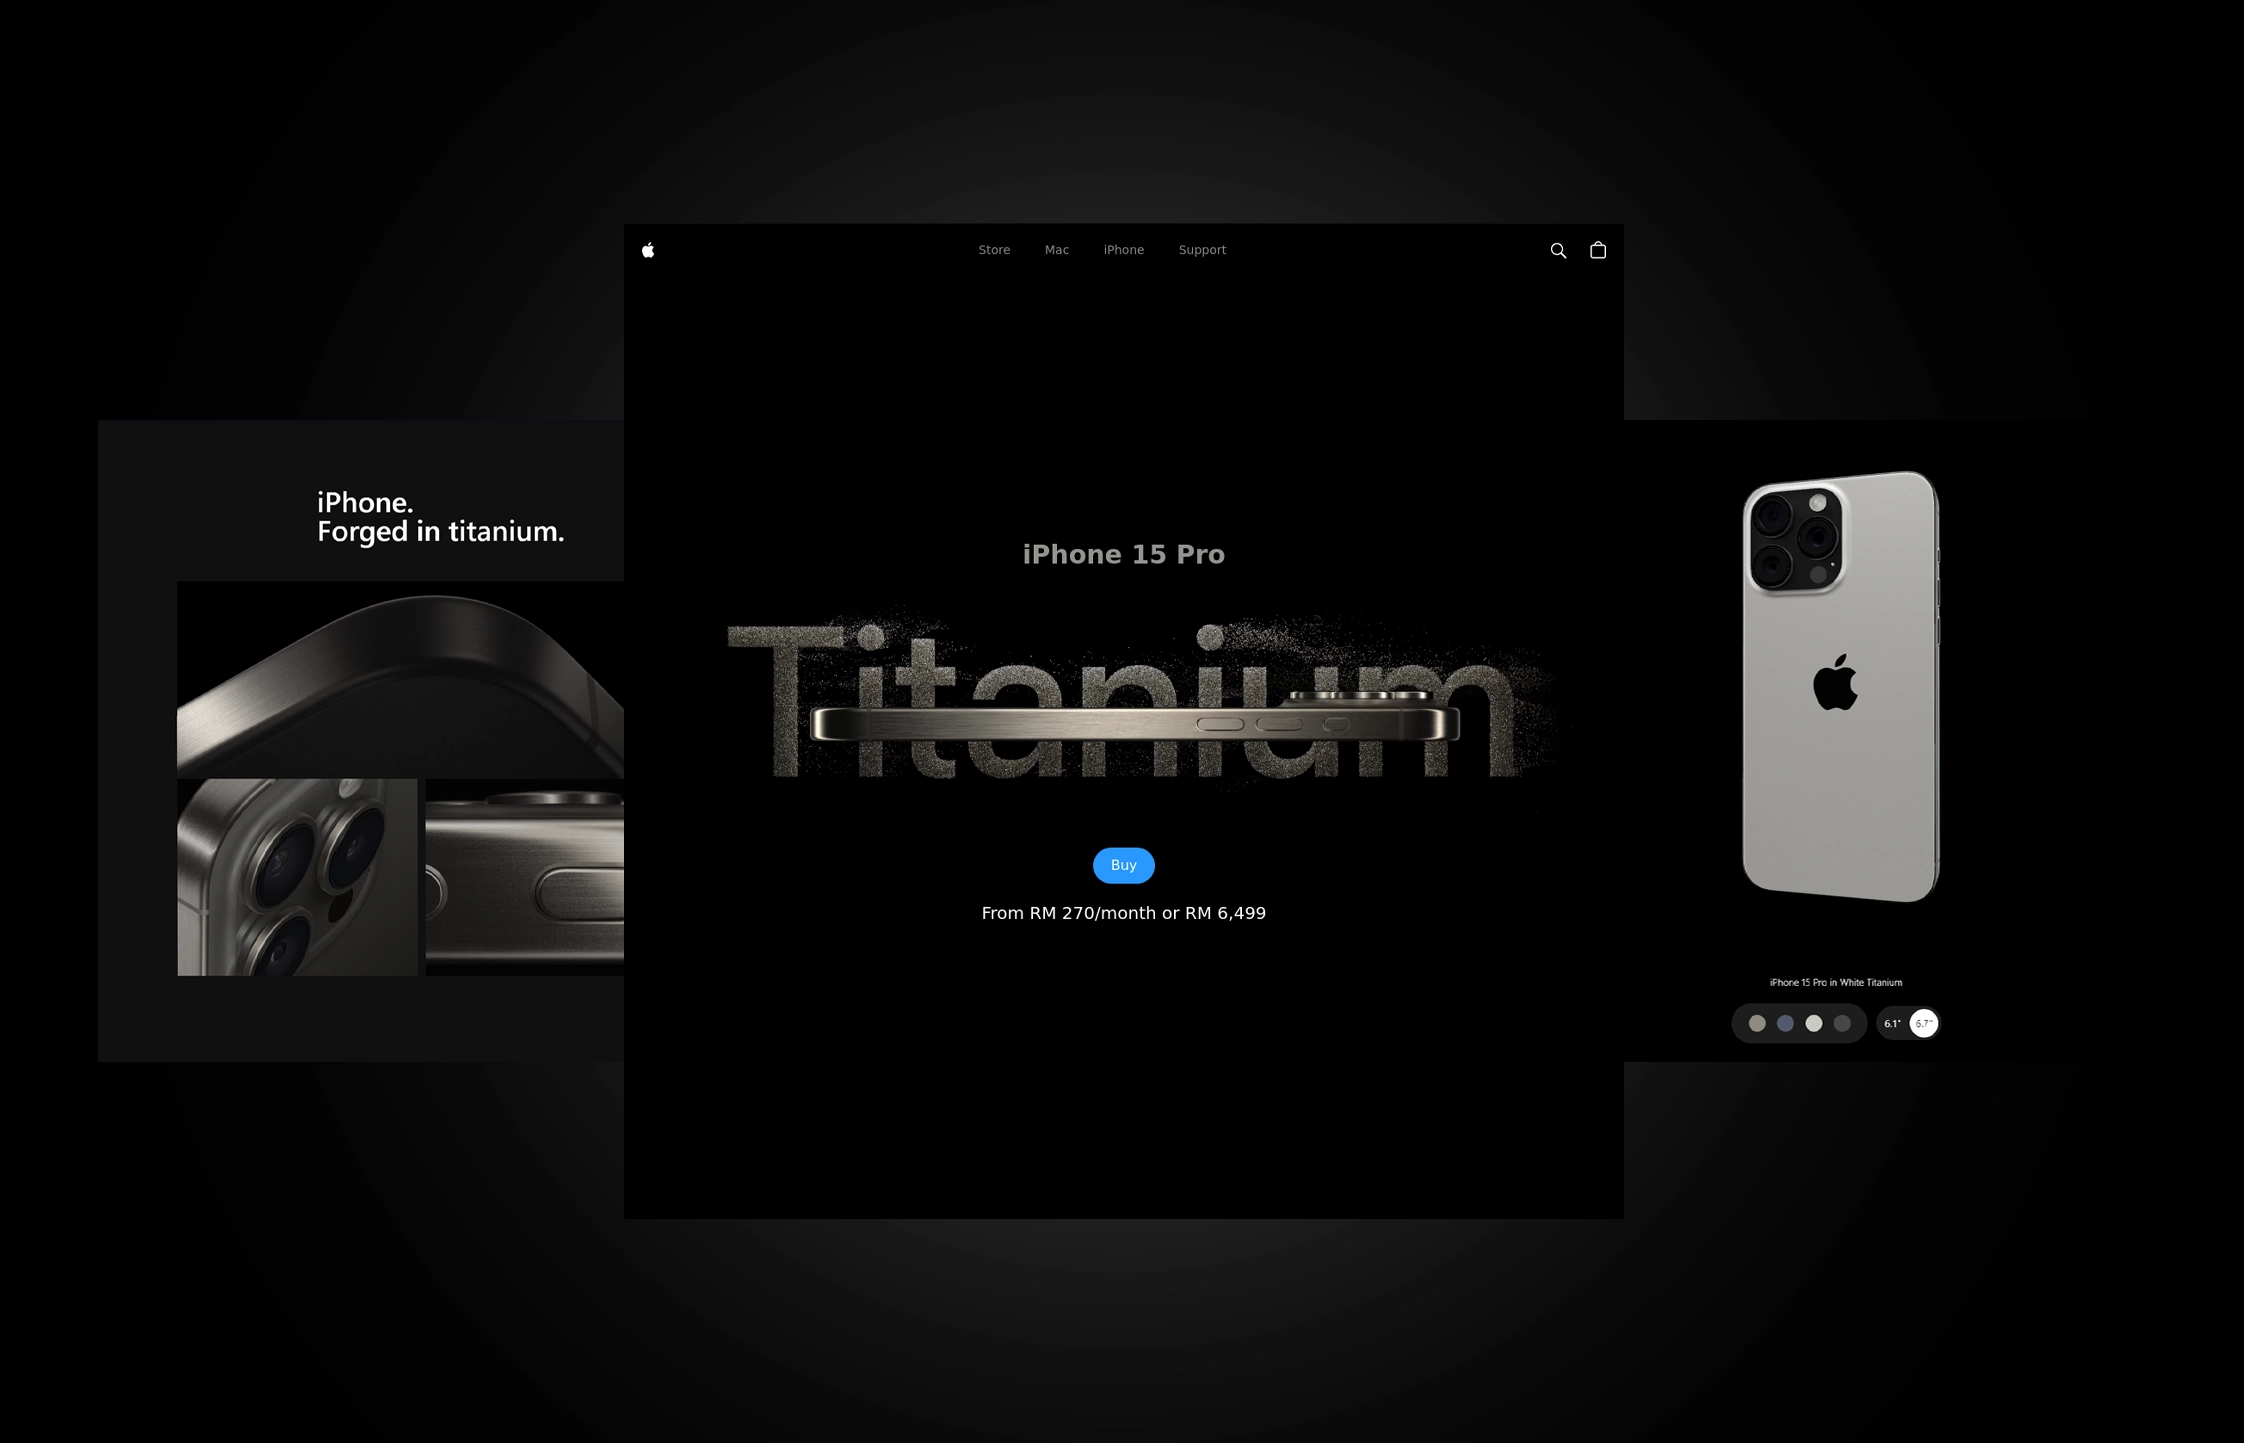 Store Mac iPhone Support
iPhone.
Forged in titanium.
iPhone 15 Pro
Titanium
Buy
From RM 270/month or RM 6,499
iPhone 15 Pro in White Titanium
6.1" 6.7"